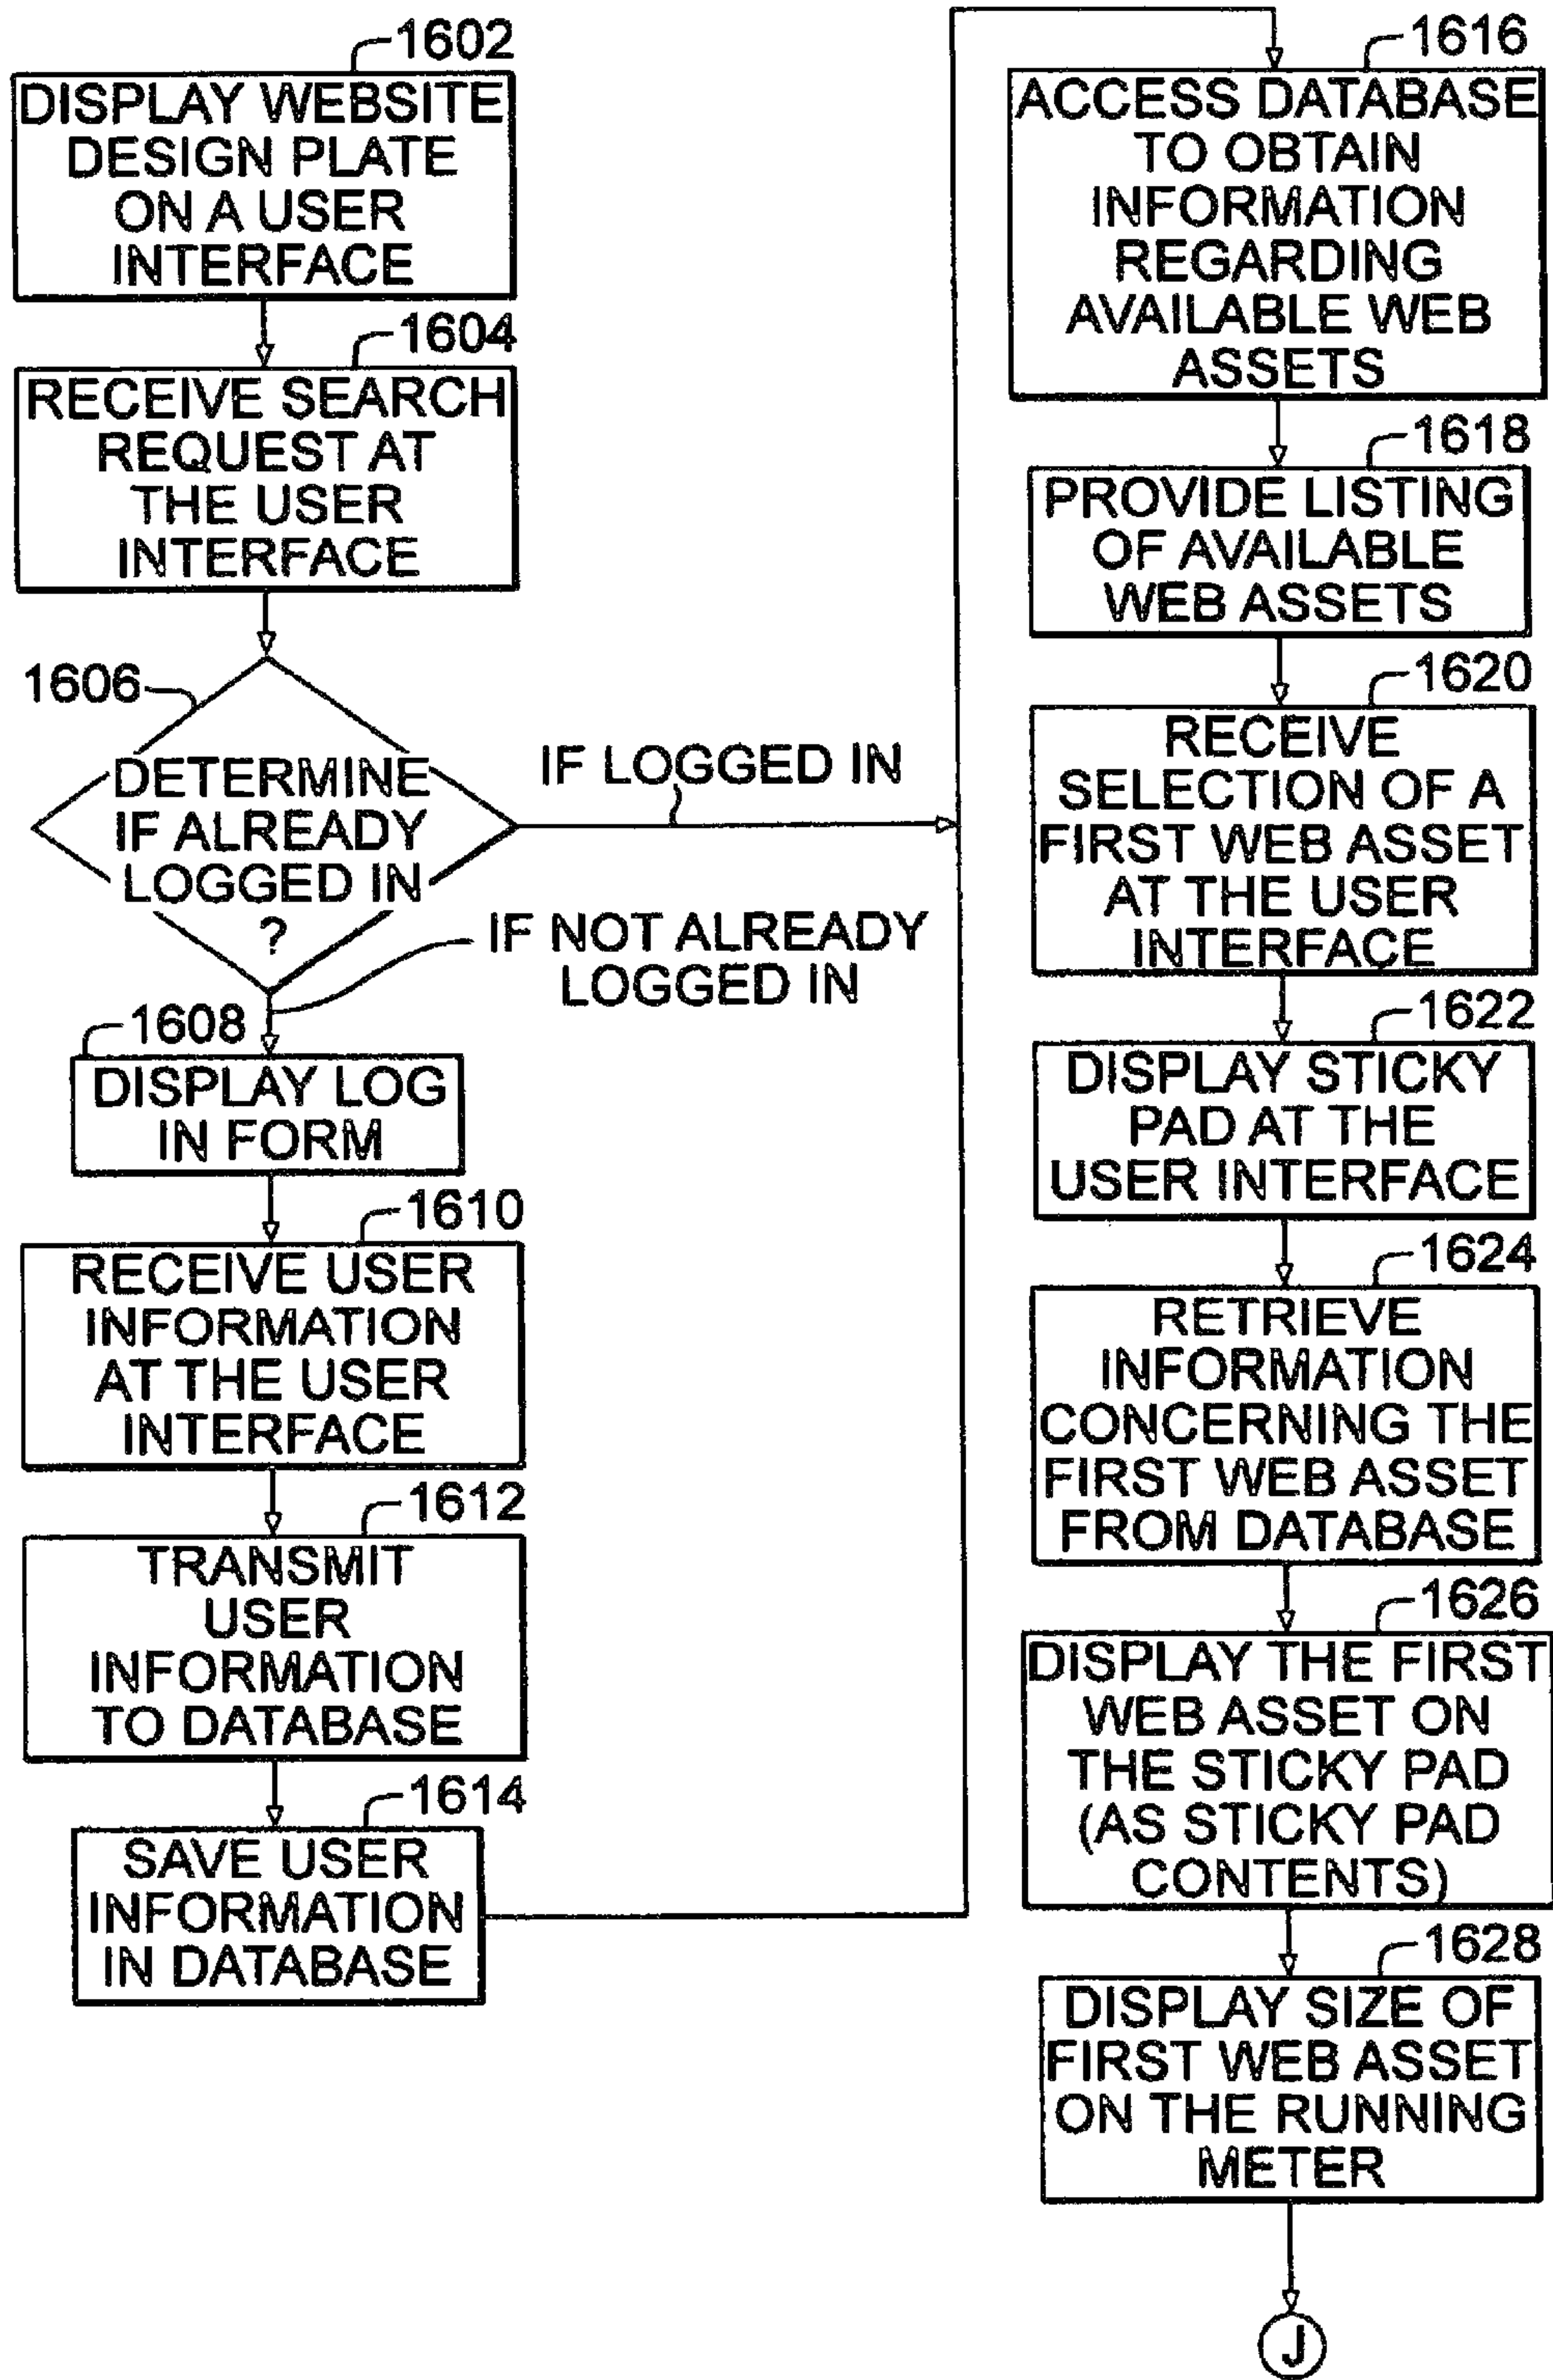 1602
DISPLAY WEBSITE
DESIGN PLATE
ON A USER
INTERFACE
1604
RECEIVE SEARCH
REQUEST AT
THE USER
INTERFACE
1606
DETERMINE
IF ALREADY
LOGGED IN
?
IF LOGGED IN
IF NOT ALREADY
LOGGED IN
1608
DISPLAY LOG
IN FORM
1610
RECEIVE USER
INFORMATION
AT THE USER
INTERFACE
1612
TRANSMIT
USER
INFORMATION
TO DATABASE
1614
SAVE USER
INFORMATION
IN DATABASE
1616
ACCESS DATABASE
TO OBTAIN
INFORMATION
REGARDING
AVAILABLE WEB
ASSETS
1618
PROVIDE LISTING
OF AVAILABLE
WEB ASSETS
1620
RECEIVE
SELECTION OF A
FIRST WEB ASSET
AT THE USER
INTERFACE
1622
DISPLAY STICKY
PAD AT THE
USER INTERFACE
1624
RETRIEVE
INFORMATION
CONCERNING THE
FIRST WEB ASSET
FROM DATABASE
1626
DISPLAY THE FIRST
WEB ASSET ON
THE STICKY PAD
(AS STICKY PAD
CONTENTS)
1628
DISPLAY SIZE OF
FIRST WEB ASSET
ON THE RUNNING
METER
J